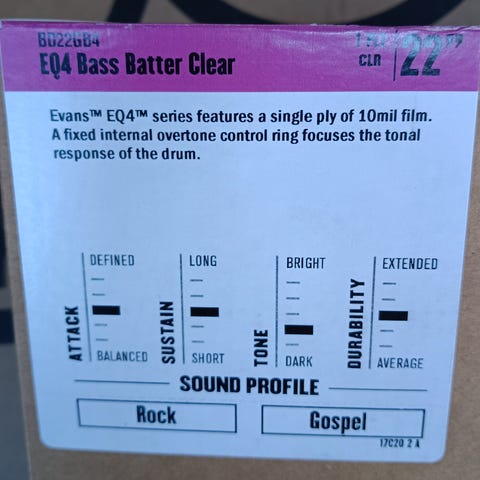 BD22GB4
EQ4 Bass Batter Clear
CLR
22"
Evans™ EQ4™ series features a single ply of 10mil film.
A fixed internal overtone control ring focuses the tonal
response of the drum.
ATTACK
DEFINED
BALANCED
SUSTAIN
LONG
SHORT
TONE
BRIGHT
DARK
DURABILITY
EXTENDED
AVERAGE
SOUND PROFILE
Rock
Gospel
17C20 2 A